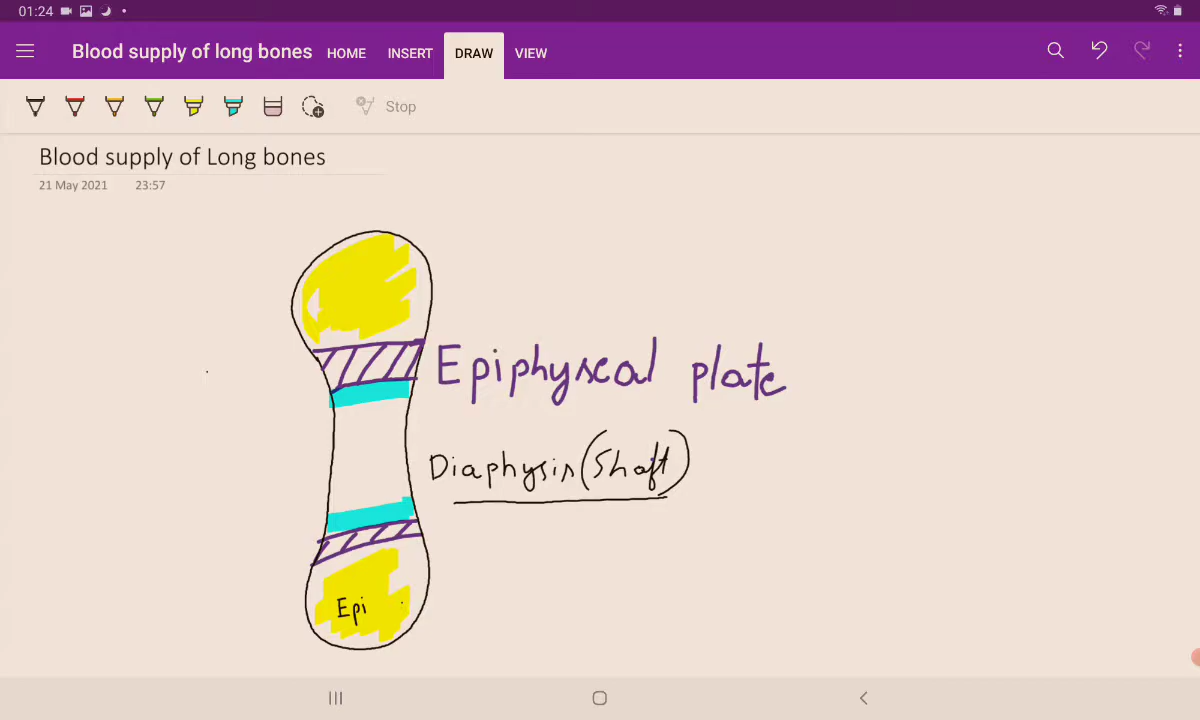 01:24
Blood supply of long bones HOME INSERT DRAW VIEW
Stop
Blood supply of Long bones
21 May 2021 23:57
Epiphyseal plate
Diaphysis (Shaft)
Epi